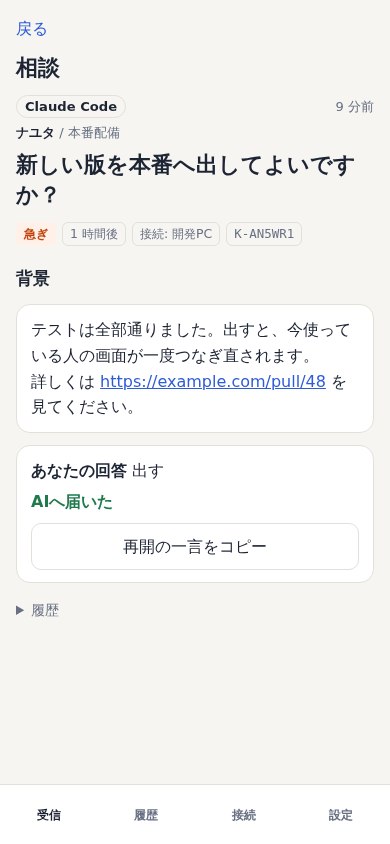 戻る
相談
Claude Code 9 分前
ナユタ / 本番配備
新しい版を本番へ出してよいです
か？
急ぎ 1 時間後 接続: 開発PC K-AN5WR1
背景
テストは全部通りました。出すと、今使って
いる人の画面が一度つなぎ直されます。
詳しくは https://example.com/pull/48 を
見てください。
あなたの回答 出す
AIへ届いた
再開の一言をコピー
▶ 履歴
受信 履歴 接続 設定